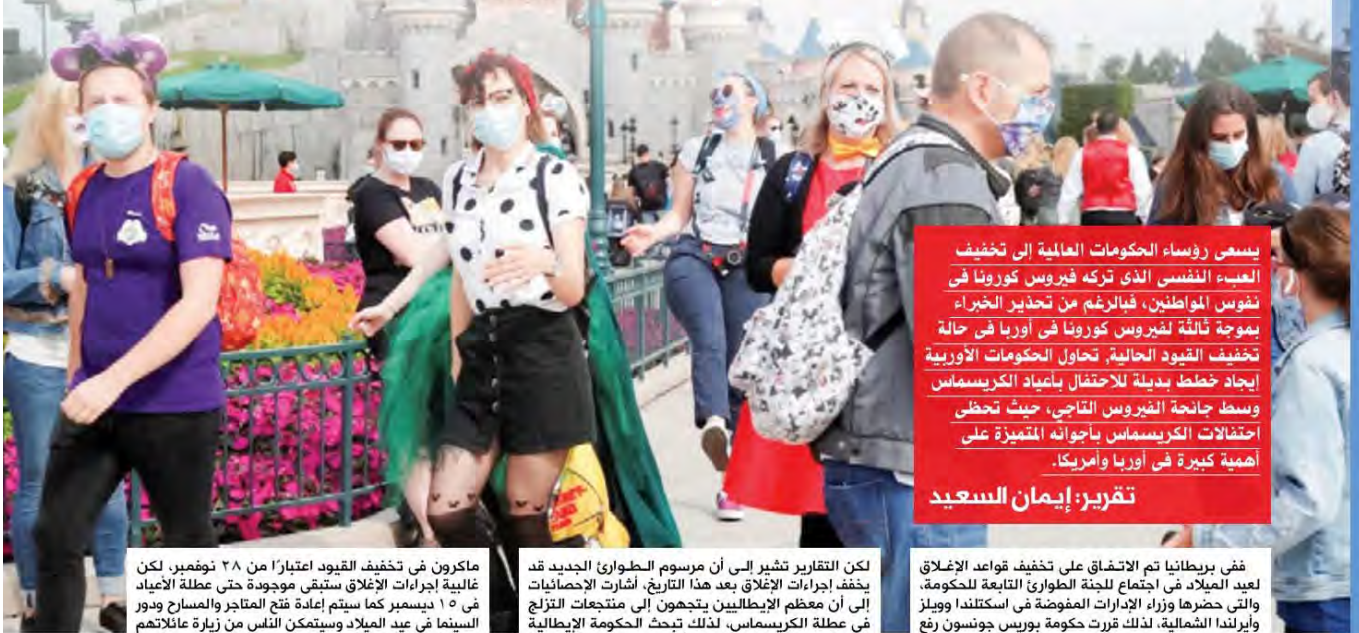 يسعى رؤساء الحكومات العالمية إلى تخفيف
العبء النفسى الذى تركه فيروس كورونا فى
نفوس المواطنين، فبالرغم من تحذير الخبراء
بموجة ثالثة لفيروس كورونا فى أوربا فى حالة
تخفيف القيود الحالية, تحاول الحكومات الأوربية
إيجاد خطط بديلة للاحتفال بأعياد الكريسماس
وسط جائحة الفيروس التاجي، حيث تحظى
احتفالات الكريسماس بأجوائه المتميزة على
أهمية كبيرة فى أوربا وأمريكا.
تقرير: إيمان السعيد
ففى بريطانيا تم الاتفاق على تخفيف قواعد الإغلاق
لعيد الميلاد فى اجتماع للجنة الطوارئ التابعة للحكومة،
والتى حضرها وزراء الإدارات المفوضة فى اسكتلندا وويلز
وأيرلندا الشمالية، لذلك قررت حكومة بوريس جونسون رفع
لكن التقارير تشير إلى أن مرسوم الطوارئ الجديد قد
يخفف إجراءات الإغلاق بعد هذا التاريخ، أشارت الإحصائيات
إلى أن معظم الإيطاليين يتجهون إلى منتجعات التزلج
فى عطلة الكريسماس، لذلك تبحث الحكومة الإيطالية
ماكرون فى تخفيف القيود اعتبارًا من ٢٨ نوفمبر، لكن
غالبية إجراءات الإغلاق ستبقى موجودة حتى عطلة الأعياد
فى ١٥ ديسمبر كما سيتم إعادة فتح المتاجر والمسارح ودور
السينما فى عيد الميلاد وسيتمكن الناس من زيارة عائلاتهم